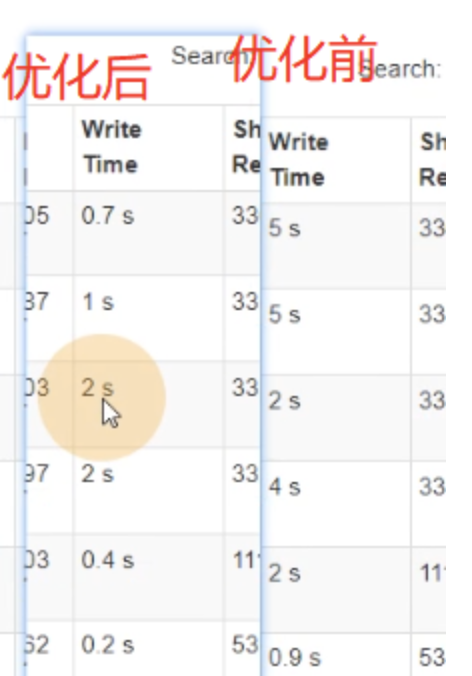 优化后
Search:
优化前
Search:
Write Time
Sh Re
Write Time
Sh Re
05
0.7 s
33
5 s
33
37
1 s
33
5 s
33
03
2 s
33
2 s
33
97
2 s
33
4 s
33
03
0.4 s
11
2 s
11
62
0.2 s
53
0.9 s
53